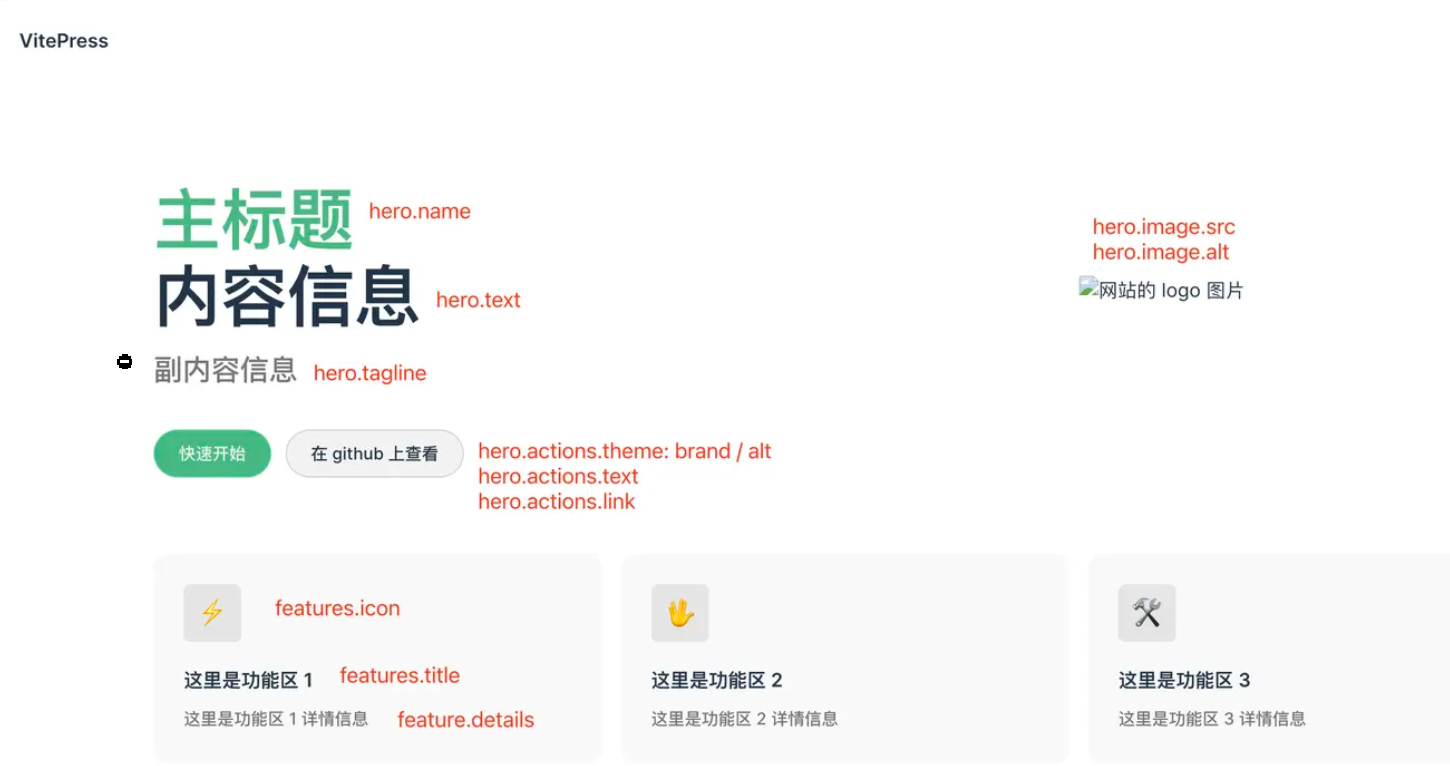 VitePress
主标题 hero.name
内容信息 hero.text
副内容信息 hero.tagline
hero.image.src
hero.image.alt
网站的 logo 图片
快速开始
在 github 上查看
hero.actions.theme: brand / alt
hero.actions.text
hero.actions.link
features.icon
这里是功能区 1 features.title
这里是功能区 1 详情信息 feature.details
这里是功能区 2
这里是功能区 2 详情信息
这里是功能区 3
这里是功能区 3 详情信息